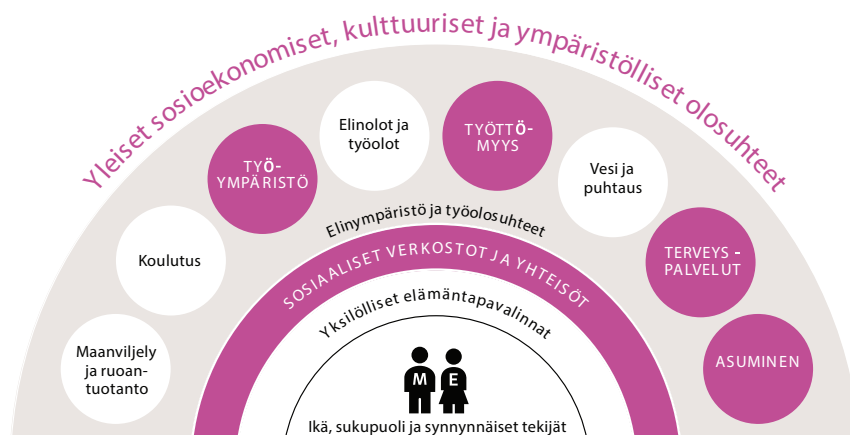 Yleiset sosioekonomiset, kulttuuriset ja ympäristölliset olosuhteet
Elinolot ja
työolot
TYÖTTÖ-
MYYS
TYÖ-
YMPÄRISTÖ
Vesi ja
puhtaus
Koulutus
Elinympäristö ja työolosuhteet
TERVEYS-
PALVELUT
SOSIAALISET VERKOSTOT JA YHTEISÖT
Maanviljely
ja ruoan-
tuotanto
Yksilölliset elämäntapavalinnat
ASUMINEN
M E
Ikä, sukupuoli ja synnynnäiset tekijät